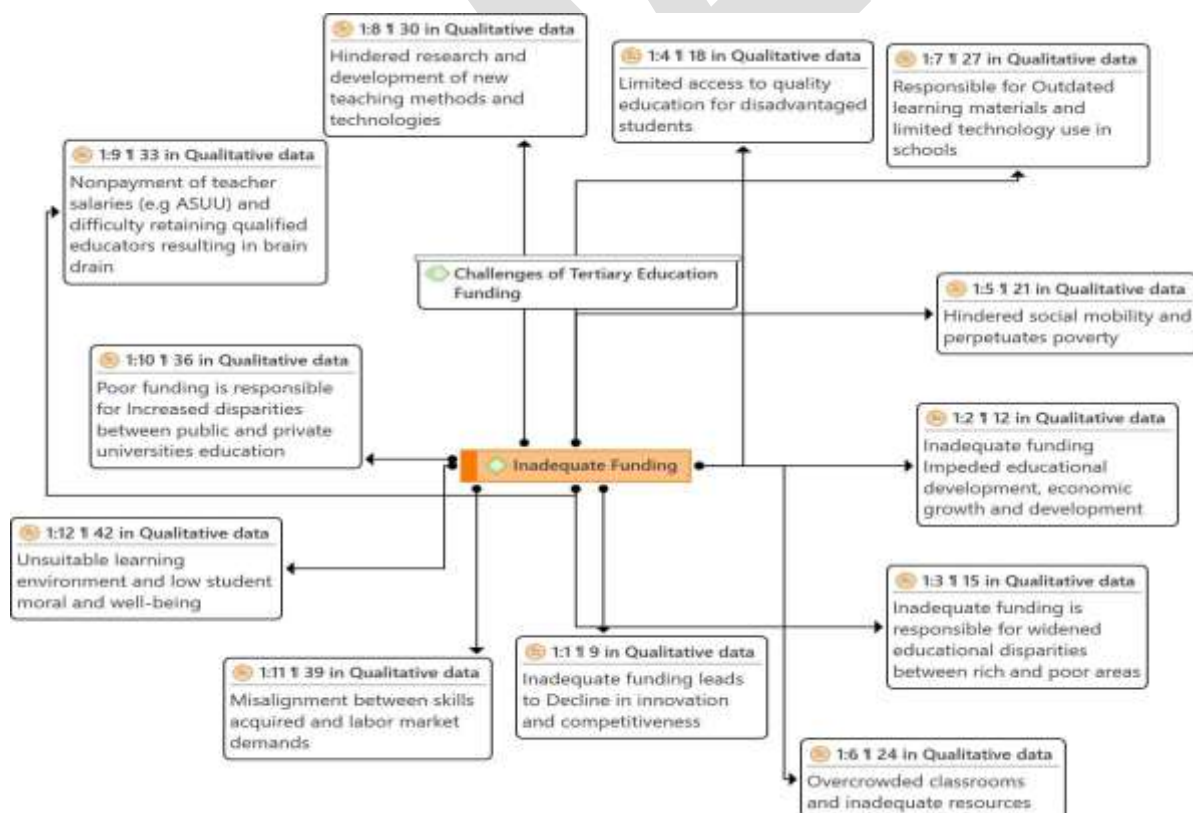 1:8 ¶ 30 in Qualitative data
Hindered research and
development of new
teaching methods and
technologies
1:4 ¶ 18 in Qualitative data
Limited access to quality
education for disadvantaged
students
1:7 ¶ 27 in Qualitative data
Responsible for Outdated
learning materials and
limited technology use in
schools
1:9 ¶ 33 in Qualitative data
Nonpayment of teacher
salaries (e.g ASUU) and
difficulty retaining qualified
educators resulting in brain
drain
Challenges of Tertiary Education
Funding
1:5 ¶ 21 in Qualitative data
Hindered social mobility and
perpetuates poverty
1:10 ¶ 36 in Qualitative data
Poor funding is responsible
for Increased disparities
between public and private
universities education
Inadequate Funding
1:2 ¶ 12 in Qualitative data
Inadequate funding
Impeded educational
development, economic
growth and development
1:12 ¶ 42 in Qualitative data
Unsuitable learning
environment and low student
moral and well-being
1:3 ¶ 15 in Qualitative data
Inadequate funding is
responsible for widened
educational disparities
between rich and poor areas
1:11 ¶ 39 in Qualitative data
Misalignment between skills
acquired and labor market
demands
1:1 ¶ 9 in Qualitative data
Inadequate funding leads
to Decline in innovation
and competitiveness
1:6 ¶ 24 in Qualitative data
Overcrowded classrooms
and inadequate resources